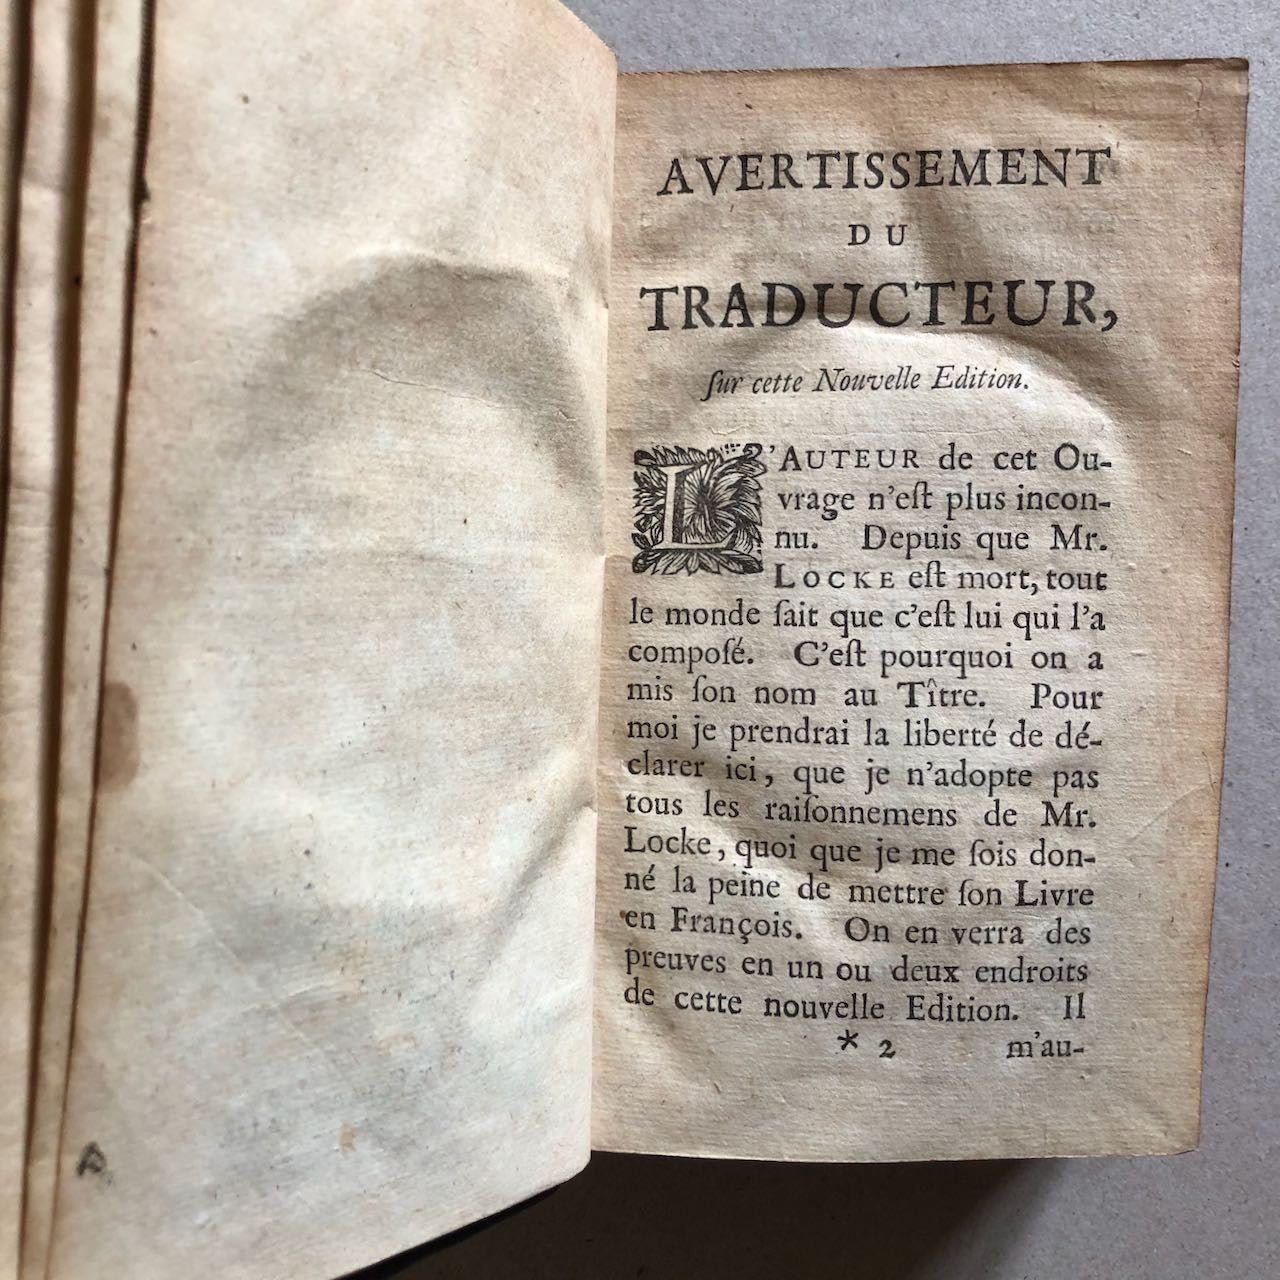 AVERTISSEMENT
DU
TRADUCTEUR,
ſur cette Nouvelle Edition.
L'AUTEUR de cet Ou-
vrage n'eſt plus incon-
nu. Depuis que Mr.
LOCKE eſt mort, tout
le monde ſait que c'eſt lui qui l'a
compoſé. C'eſt pourquoi on a
mis ſon nom au Tître. Pour
moi je prendrai la liberté de dé-
clarer ici, que je n'adopte pas
tous les raiſonnemens de Mr.
Locke, quoi que je me ſois don-
né la peine de mettre ſon Livre
en François. On en verra des
preuves en un ou deux endroits
de cette nouvelle Edition. Il
* 2 m'au-